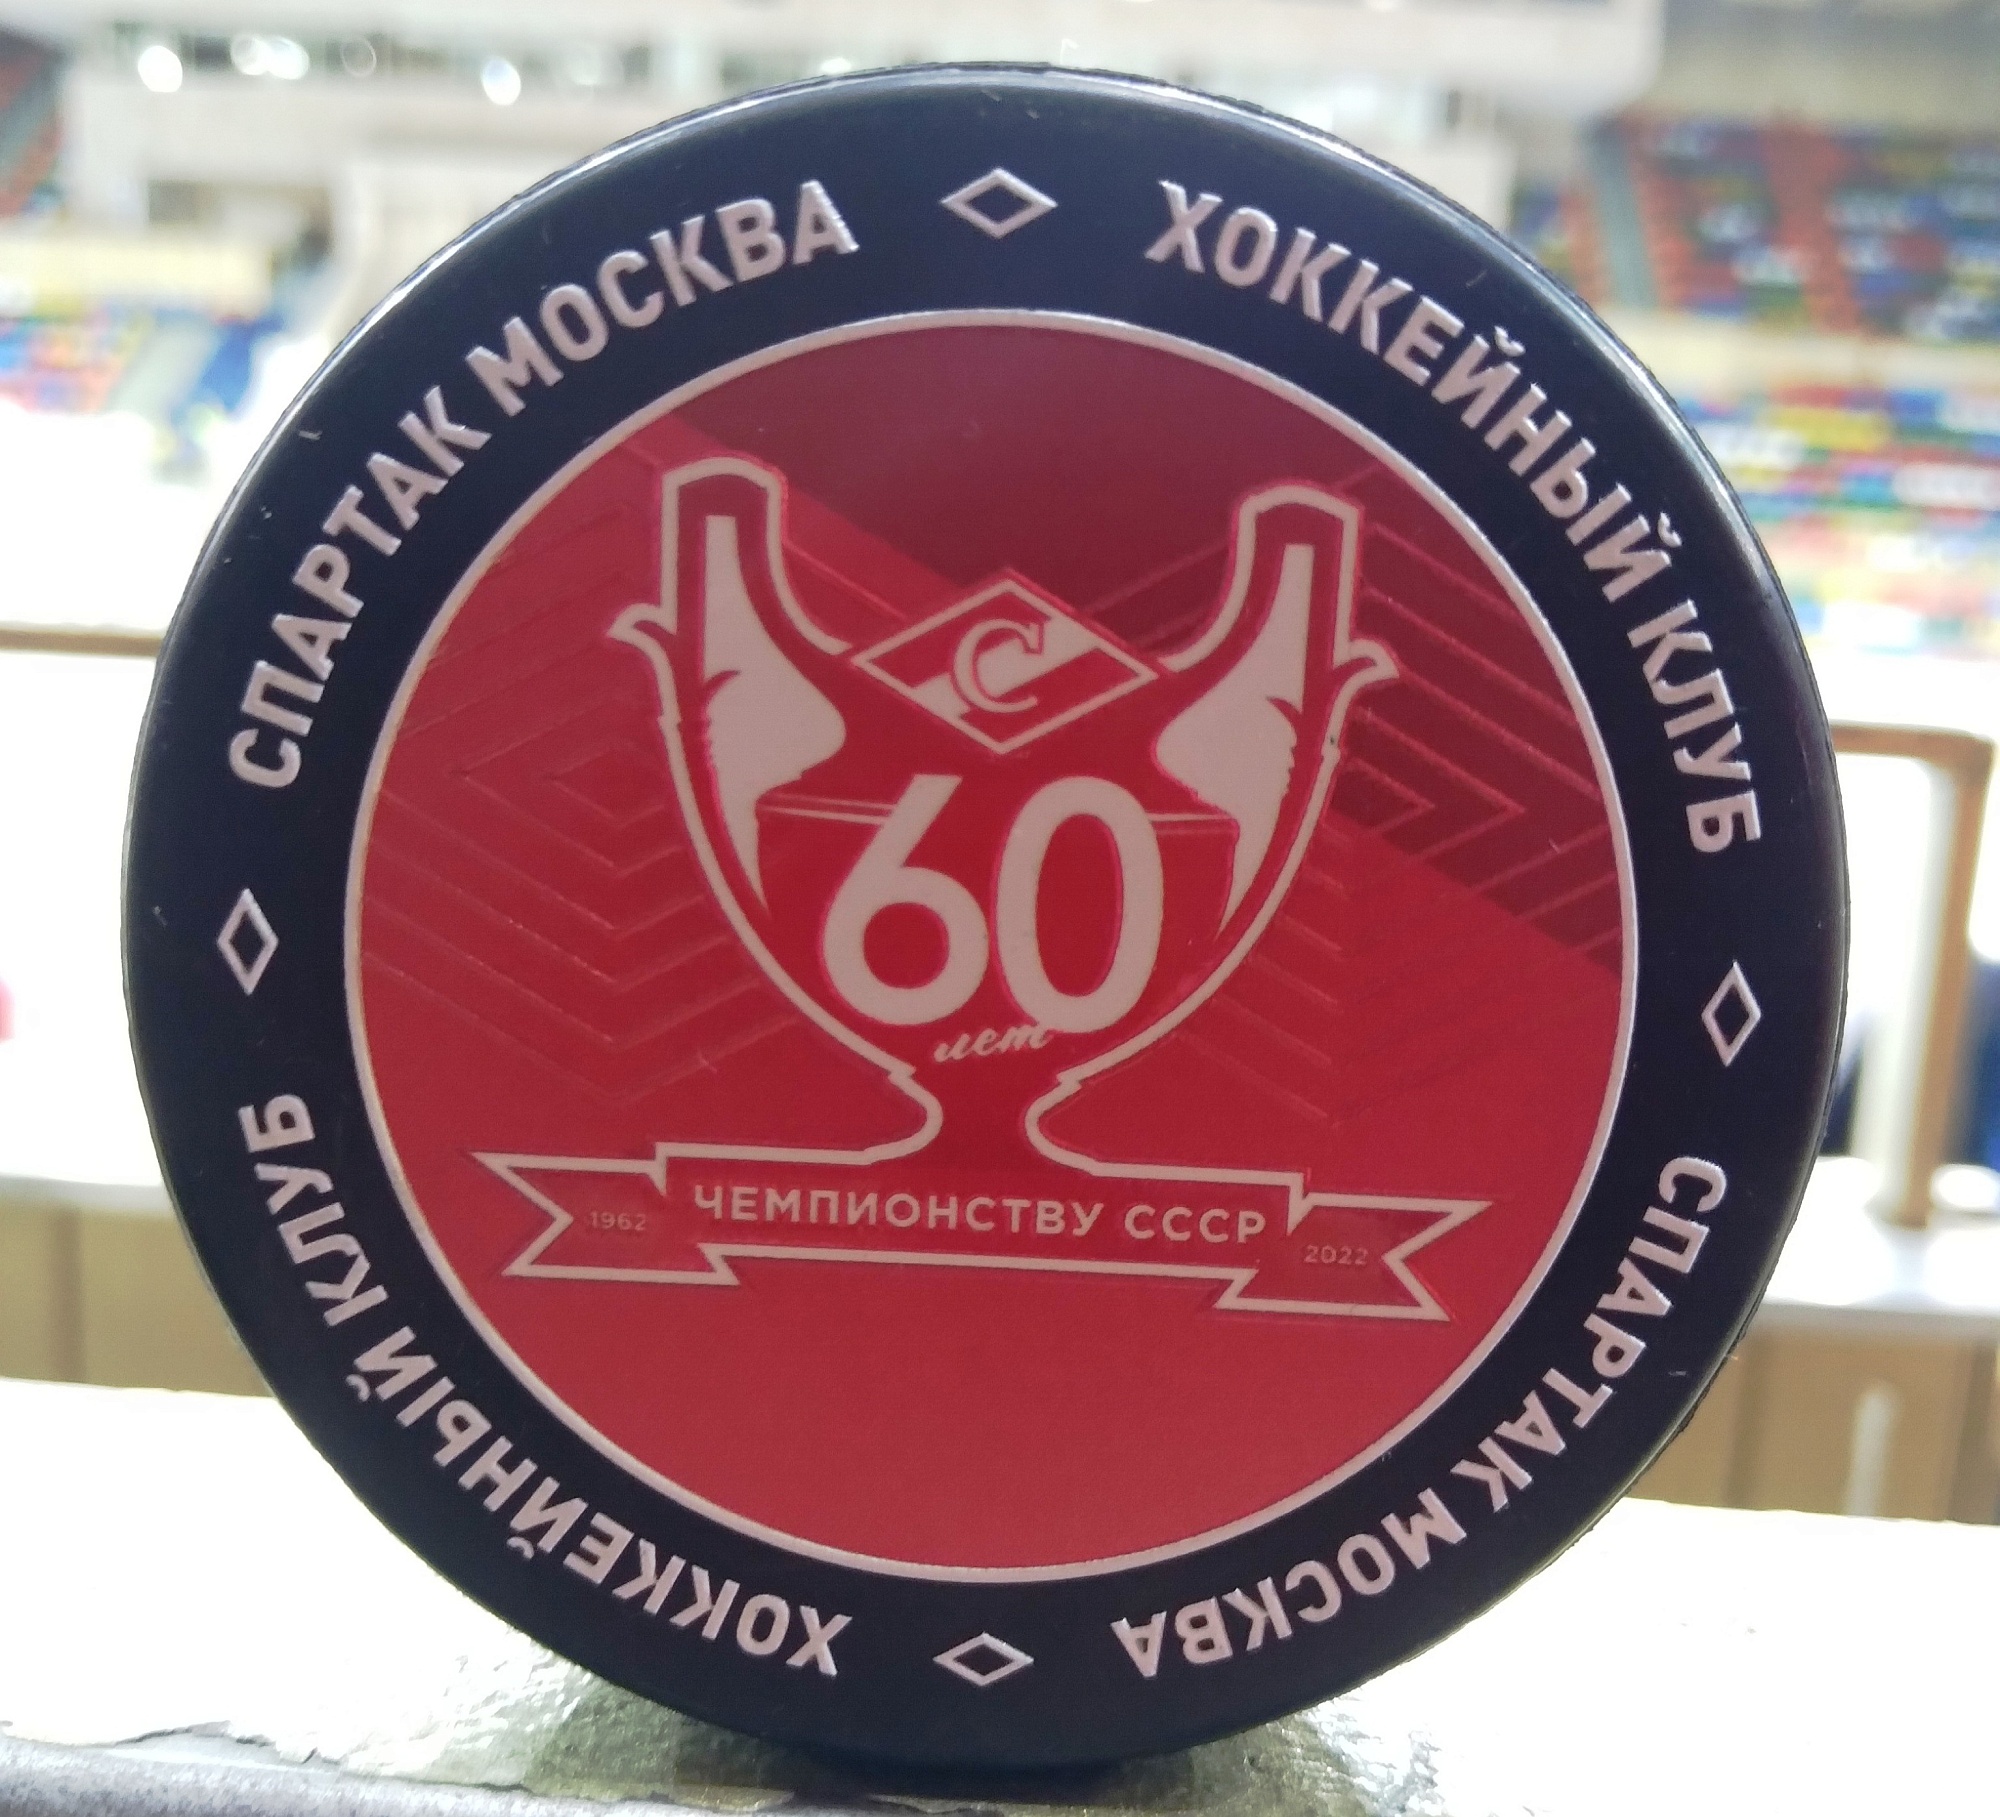 СПАРТАК МОСКВА
ХОККЕЙНЫЙ КЛУБ
СПАРТАК МОСКВА
ХОККЕЙНЫЙ КЛУБ
С
60
лет
ЧЕМПИОНСТВУ СССР
1962
2022